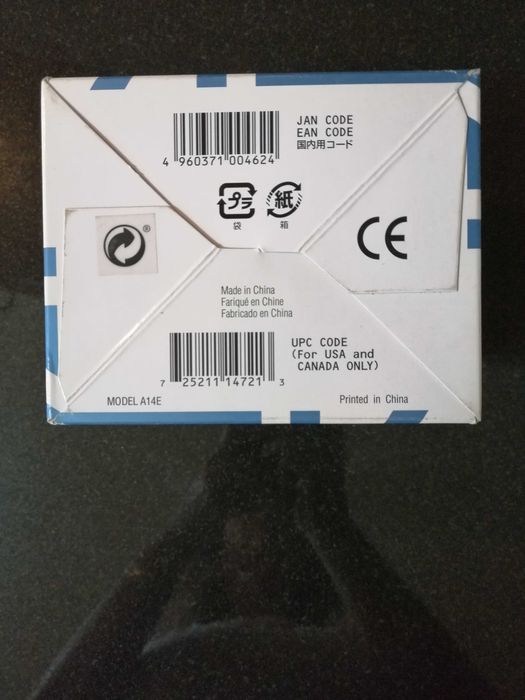 JAN CODE
EAN CODE
国内用コード
4 960371 004624
プラ
紙
袋
箱
®
CE
Made in China
Fariqué en Chine
Fabricado en China
UPC CODE
(For USA and
CANADA ONLY)
7 25211 14721 3
MODEL A14E
Printed in China